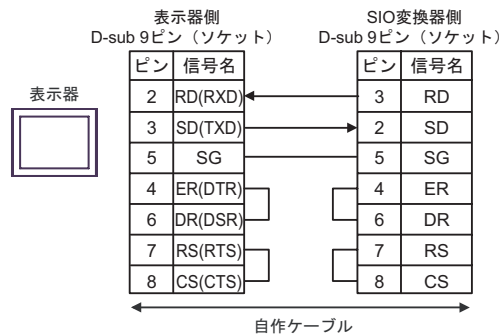 表示器側
D-sub 9ピン（ソケット）
SIO変換器側
D-sub 9ピン（ソケット）
表示器
ピン 信号名
ピン 信号名
2 RD(RXD)
3 RD
3 SD(TXD)
2 SD
5 SG
5 SG
4 ER(DTR)
4 ER
6 DR(DSR)
6 DR
7 RS(RTS)
7 RS
8 CS(CTS)
8 CS
自作ケーブル